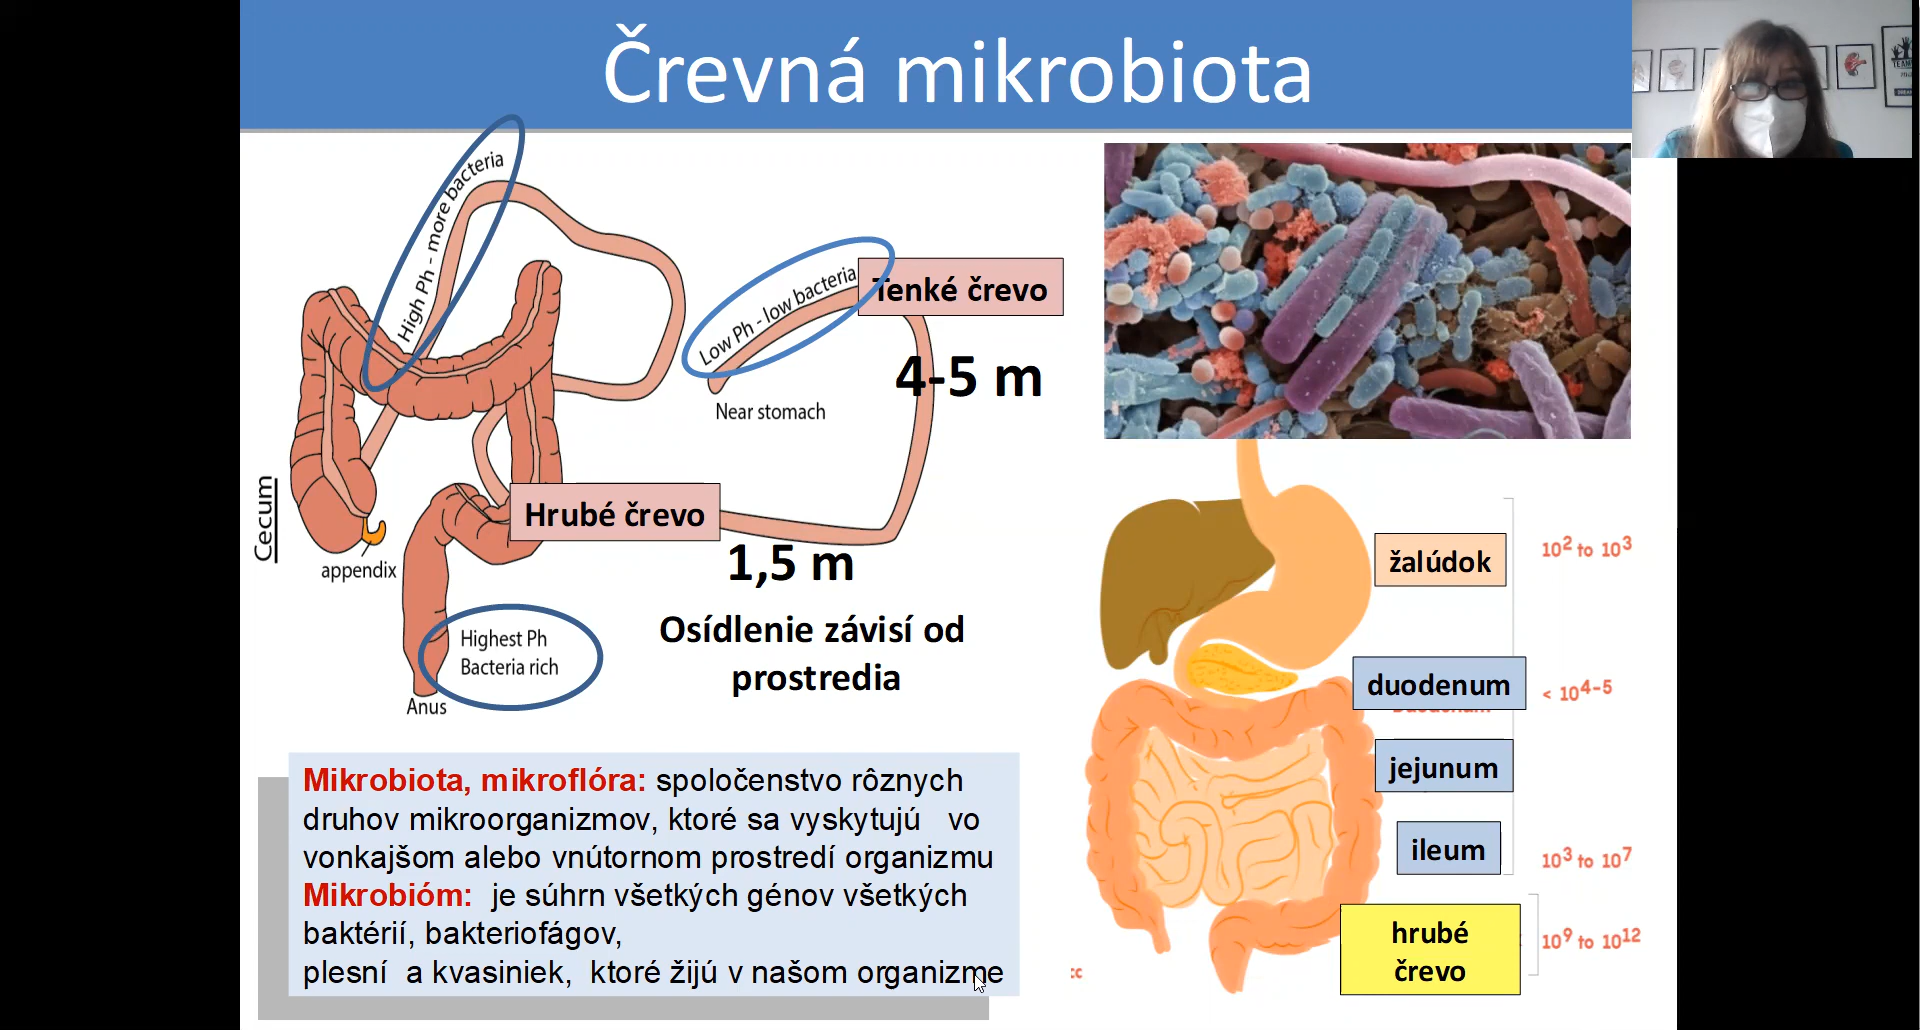 Črevná mikrobiota
High Ph - more bacteria
Low Ph - low bacteria
Tenké črevo
4-5 m
Near stomach
Cecum
appendix
Hrubé črevo
1,5 m
Highest Ph
Bacteria rich
Anus
Osídlenie závisí od
prostredia
žalúdok
10² to 10³
duodenum
< 10⁴⁻⁵
jejunum
ileum
10³ to 10⁷
hrubé
črevo
10⁹ to 10¹²
Mikrobiota, mikroflóra: spoločenstvo rôznych
druhov mikroorganizmov, ktoré sa vyskytujú vo
vonkajšom alebo vnútornom prostredí organizmu
Mikrobióm: je súhrn všetkých génov všetkých
baktérií, bakteriofágov,
plesní a kvasiniek, ktoré žijú v našom organizme